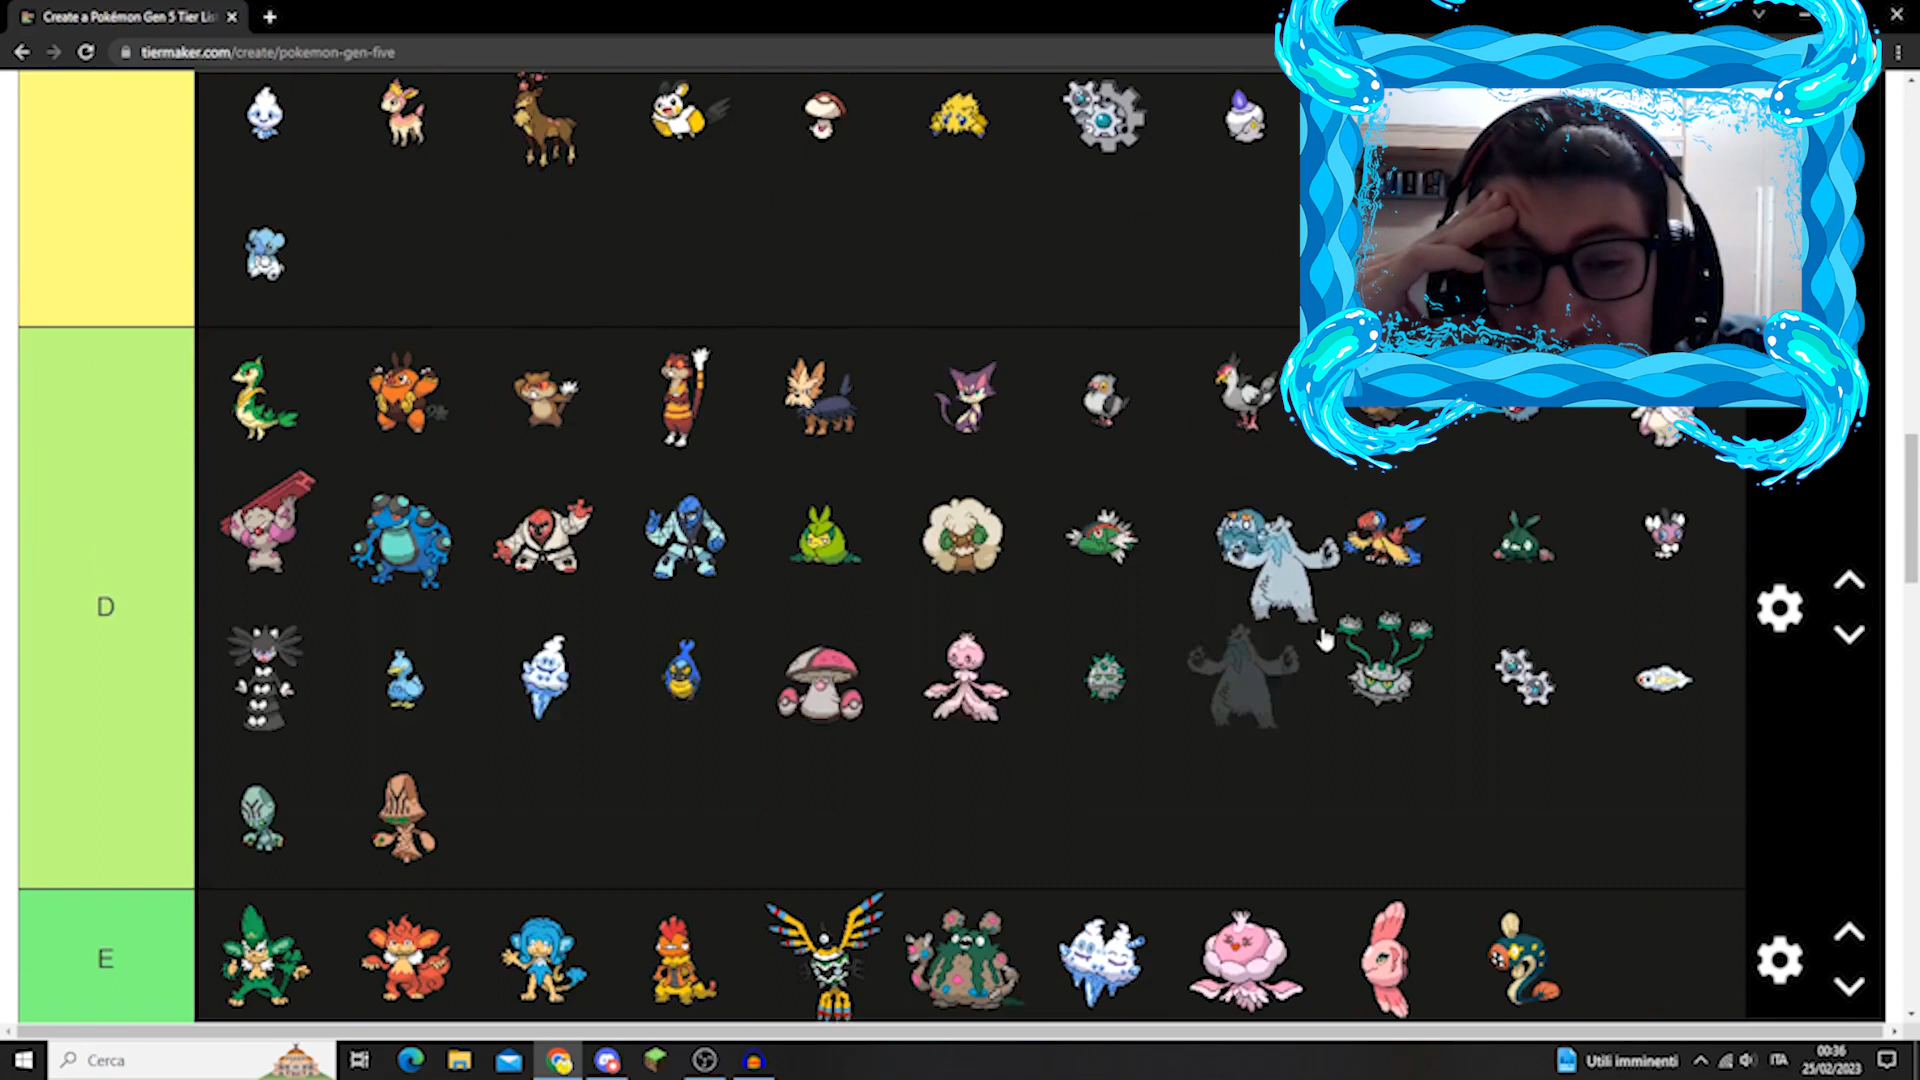 Create a Pokémon Gen 5 Tier Lis
tiermaker.com/create/pokemon-gen-five
D
E
Cerca
Utili imminenti
ITA
00:36
25/02/2023